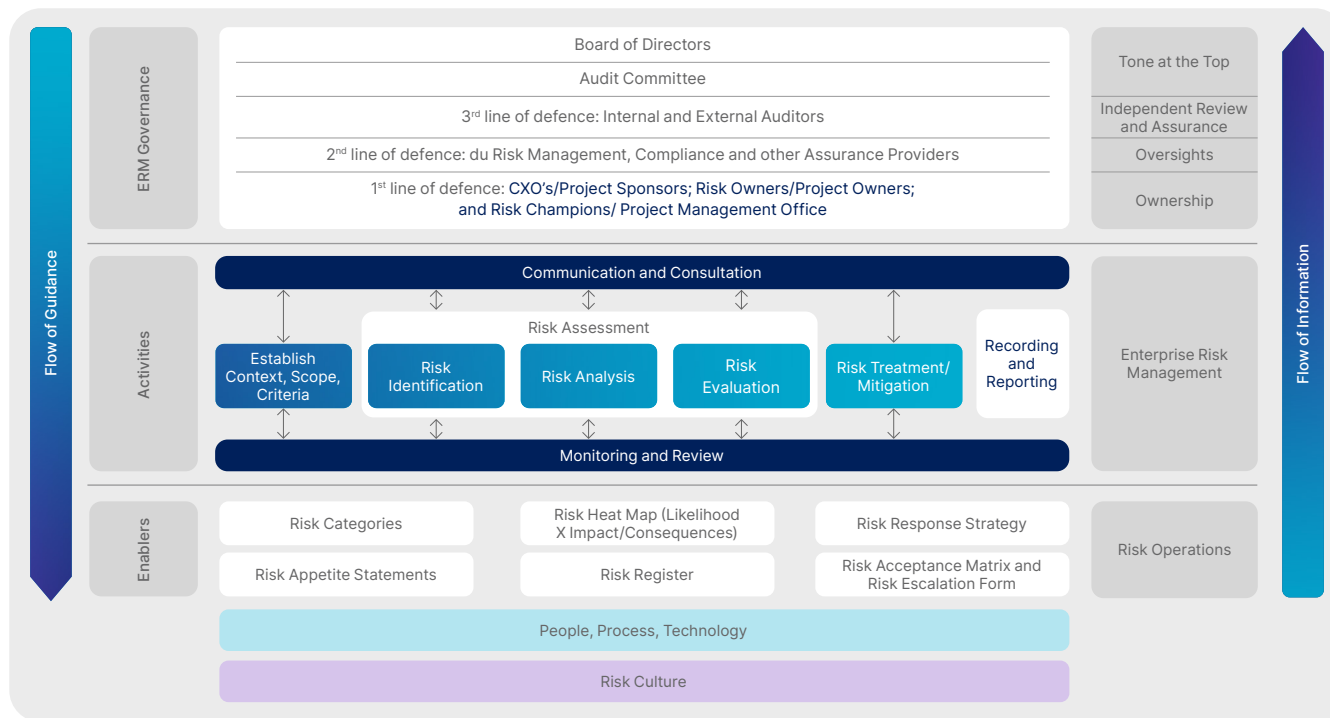 Flow of Guidance
ERM Governance
Board of Directors
Audit Committee
3rd line of defence: Internal and External Auditors
2nd line of defence: du Risk Management, Compliance and other Assurance Providers
1st line of defence: CXO's/Project Sponsors; Risk Owners/Project Owners;
and Risk Champions/ Project Management Office
Tone at the Top
Independent Review
and Assurance
Oversights
Ownership
Flow of Information
Activities
Communication and Consultation
Risk Assessment
Establish
Context, Scope,
Criteria
Risk
Identification
Risk Analysis
Risk
Evaluation
Risk Treatment/
Mitigation
Recording
and
Reporting
Monitoring and Review
Enterprise Risk
Management
Enablers
Risk Categories
Risk Heat Map (Likelihood
X Impact/Consequences)
Risk Response Strategy
Risk Appetite Statements
Risk Register
Risk Acceptance Matrix and
Risk Escalation Form
Risk Operations
People, Process, Technology
Risk Culture